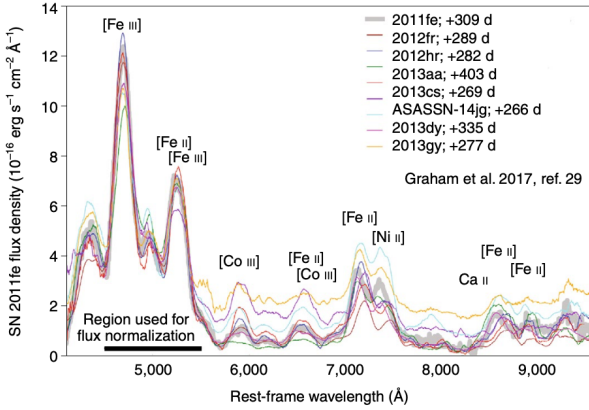 SN 2011fe flux density (10⁻¹⁶ erg s⁻¹ cm⁻² Å⁻¹)
14
12
10
8
6
4
2
0
[Fe III]
[Fe II]
[Fe III]
[Co III]
[Fe II]
[Co III]
[Fe II]
[Ni II]
Ca II
[Fe II]
[Fe II]
2011fe; +309 d
2012fr; +289 d
2012hr; +282 d
2013aa; +403 d
2013cs; +269 d
ASASSN-14jg; +266 d
2013dy; +335 d
2013gy; +277 d
Graham et al. 2017, ref. 29
Region used for
flux normalization
5,000
6,000
7,000
8,000
9,000
Rest-frame wavelength (Å)